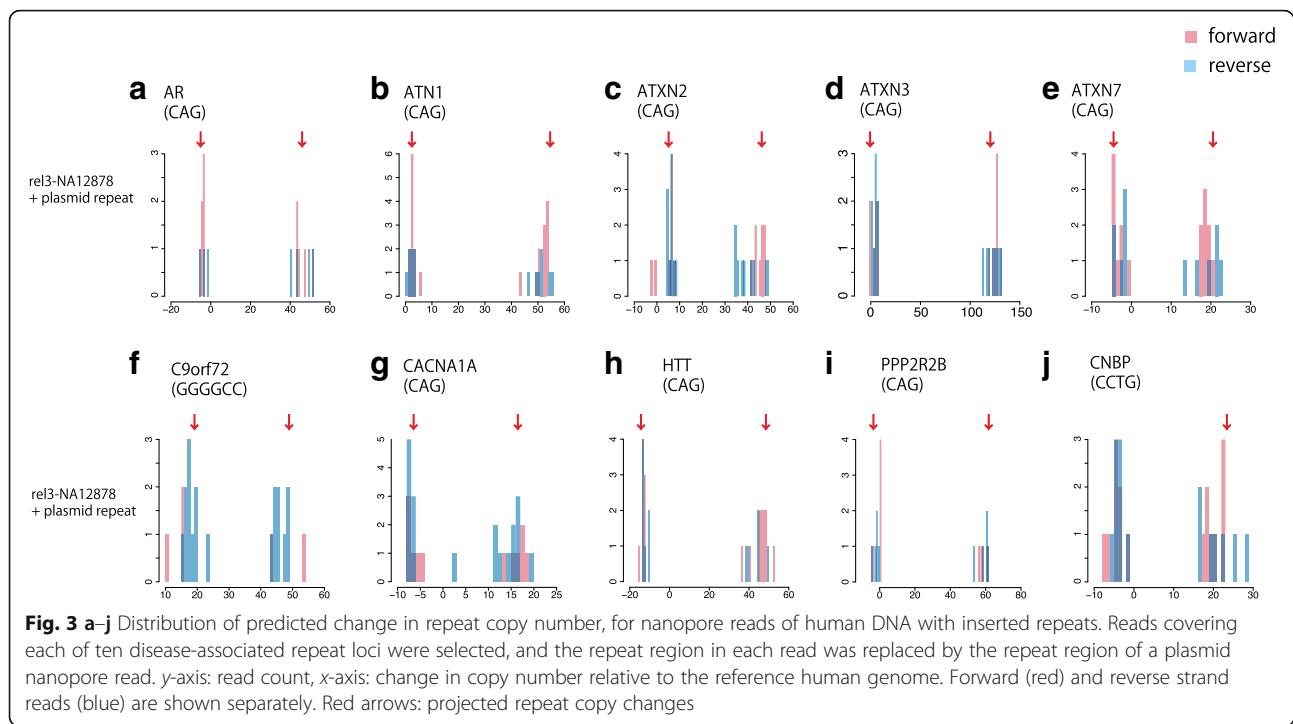 forward
reverse
a AR (CAG)
b ATN1 (CAG)
c ATXN2 (CAG)
d ATXN3 (CAG)
e ATXN7 (CAG)
rel3-NA12878
+ plasmid repeat
0 1 2 3
-20 0 20 40 60
0 1 2 3 4 5 6
0 10 20 30 40 50 60
0 1 2 3 4
-10 0 10 20 30 40 50 60
0 1 2 3
0 50 100 150
0 1 2 3 4
-10 0 10 20 30
f C9orf72 (GGGGCC)
g CACNA1A (CAG)
h HTT (CAG)
i PPP2R2B (CAG)
j CNBP (CCTG)
rel3-NA12878
+ plasmid repeat
0 1 2 3
10 20 30 40 50 60
0 1 2 3 4 5
-10 -5 0 5 10 15 20 25
0 1 2 3 4
-20 0 20 40 60
0 1 2 3 4
-20 0 20 40 60 80
0 1 2 3
-10 0 10 20 30
Fig. 3 a–j Distribution of predicted change in repeat copy number, for nanopore reads of human DNA with inserted repeats. Reads covering
each of ten disease-associated repeat loci were selected, and the repeat region in each read was replaced by the repeat region of a plasmid
nanopore read. y-axis: read count, x-axis: change in copy number relative to the reference human genome. Forward (red) and reverse strand
reads (blue) are shown separately. Red arrows: projected repeat copy changes